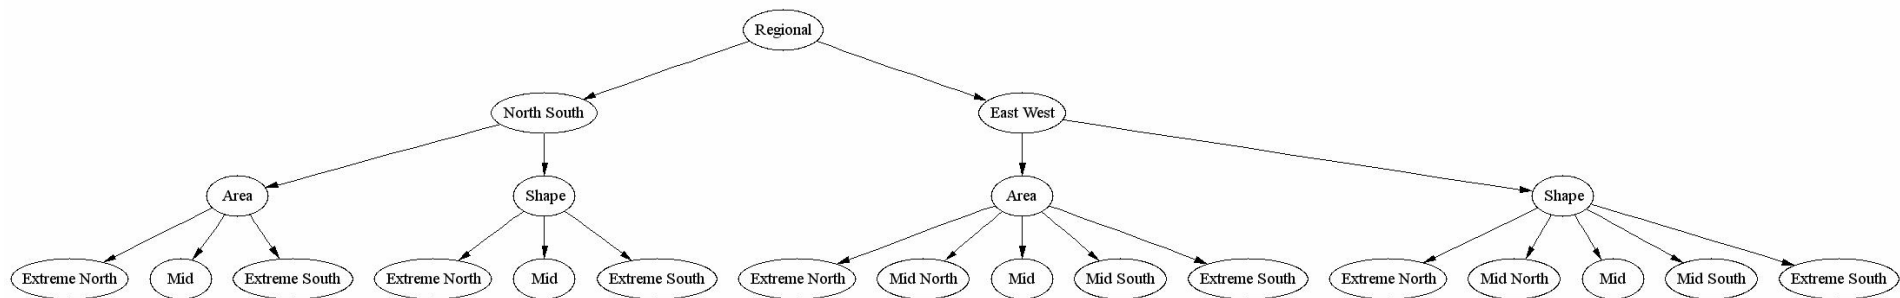 Regional
North South
East West
Area
Shape
Area
Shape
Extreme North
Mid
Extreme South
Extreme North
Mid
Extreme South
Extreme North
Mid North
Mid
Mid South
Extreme South
Extreme North
Mid North
Mid
Mid South
Extreme South